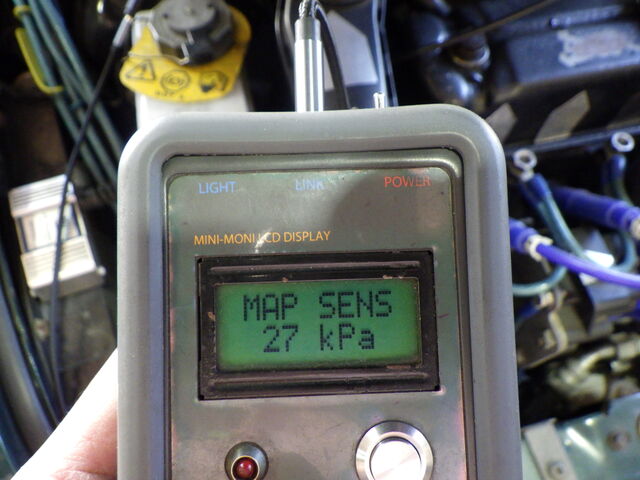 LIGHT LINK POWER
MINI-MONI LCD DISPLAY
MAP SENS
27 kPa